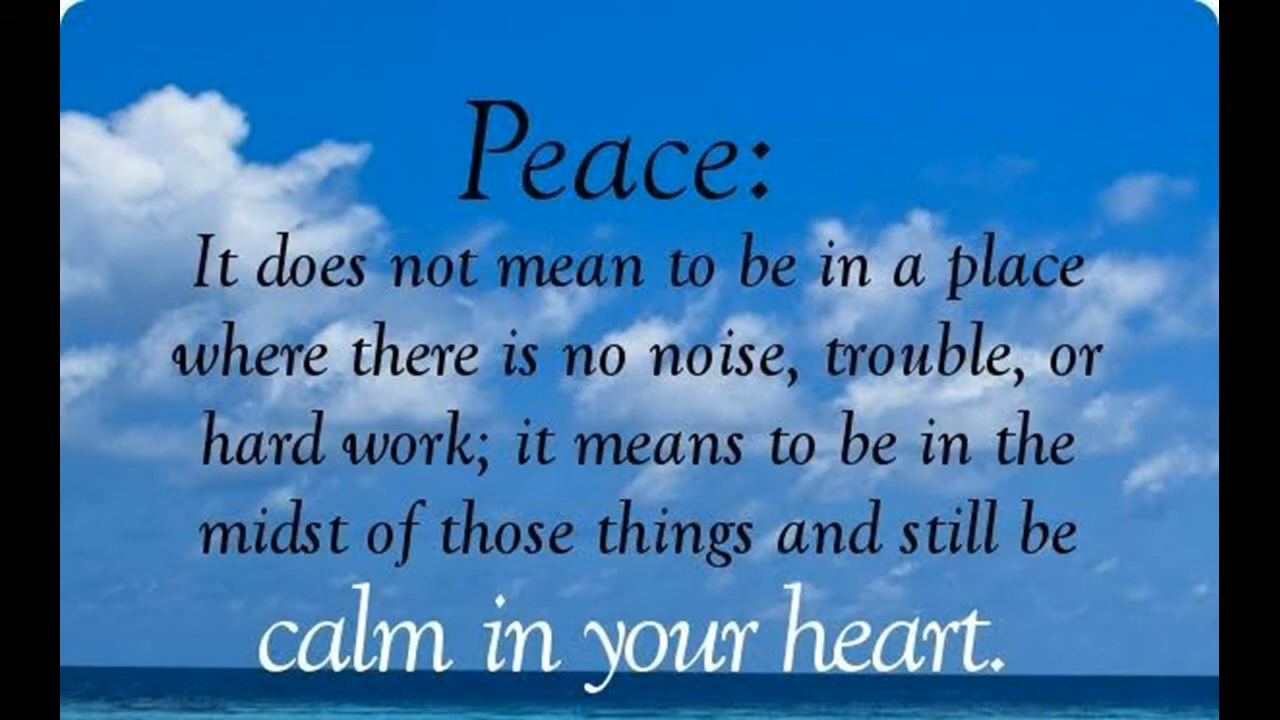 Peace:
It does not mean to be in a place
where there is no noise, trouble, or
hard work; it means to be in the
midst of those things and still be
calm in your heart.